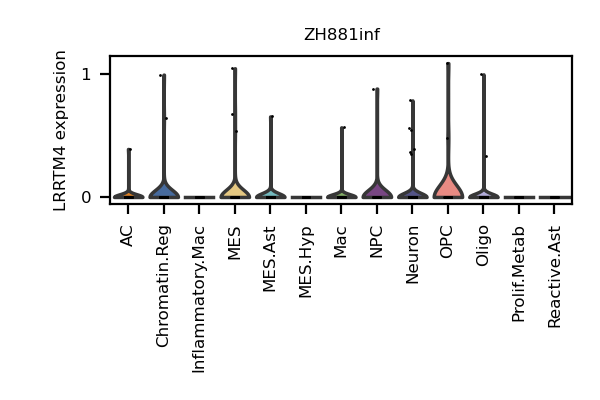 ZH881inf
LRRTM4 expression
1
0
AC
Chromatin.Reg
Inflammatory.Mac
MES
MES.Ast
MES.Hyp
Mac
NPC
Neuron
OPC
Oligo
Prolif.Metab
Reactive.Ast